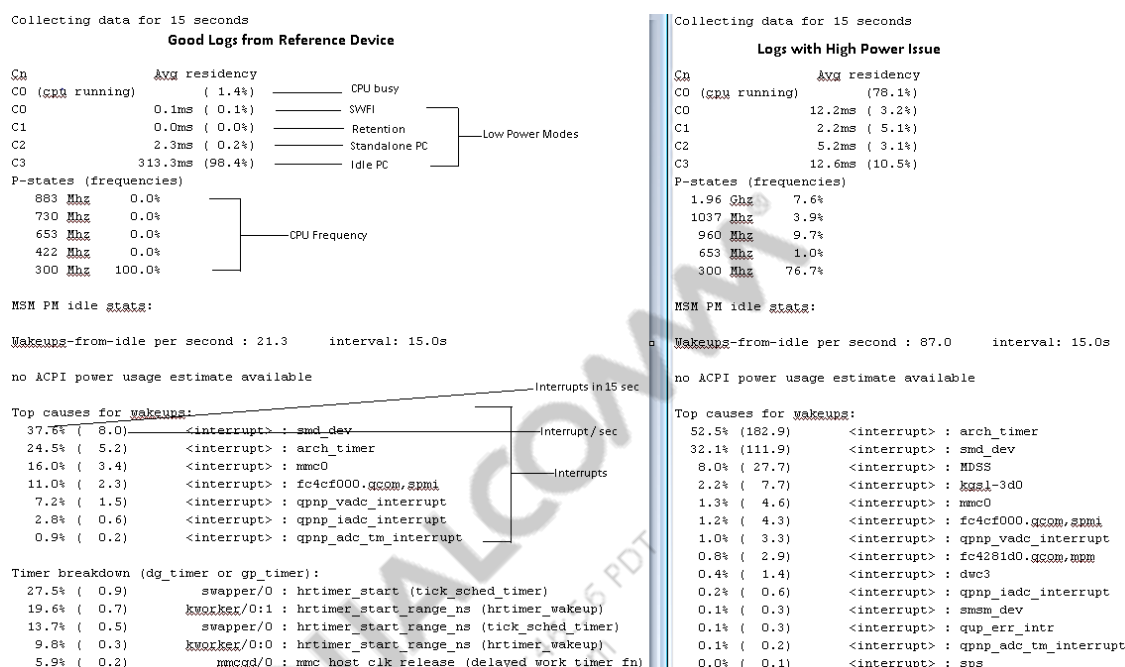 Collecting data for 15 seconds
Good Logs from Reference Device
Cn Avg residency
C0 (cpu running) ( 1.4%) CPU busy
C0 0.1ms ( 0.1%) SWFI
C1 0.0ms ( 0.0%) Retention
C2 2.3ms ( 0.2%) Standalone PC
C3 313.3ms (98.4%) Idle PC
Low Power Modes
P-states (frequencies)
883 Mhz 0.0%
730 Mhz 0.0%
653 Mhz 0.0%
422 Mhz 0.0%
300 Mhz 100.0%
CPU Frequency
MSM PM idle stats:
Wakeups-from-idle per second : 21.3 interval: 15.0s
no ACPI power usage estimate available
Interrupts in 15 sec
Top causes for wakeups:
37.6% ( 8.0) <interrupt> : smd_dev Interrupt / sec
24.5% ( 5.2) <interrupt> : arch_timer
16.0% ( 3.4) <interrupt> : mmc0 Interrupts
11.0% ( 2.3) <interrupt> : fc4cf000.qcom,spmi
7.2% ( 1.5) <interrupt> : qpnp_vadc_interrupt
2.8% ( 0.6) <interrupt> : qpnp_iadc_interrupt
0.9% ( 0.2) <interrupt> : qpnp_adc_tm_interrupt
Timer breakdown (dg_timer or gp_timer):
27.5% ( 0.9) swapper/0 : hrtimer_start (tick_sched_timer)
19.6% ( 0.7) kworker/0:1 : hrtimer_start_range_ns (hrtimer_wakeup)
13.7% ( 0.5) swapper/0 : hrtimer_start_range_ns (tick_sched_timer)
9.8% ( 0.3) kworker/0:0 : hrtimer_start_range_ns (hrtimer_wakeup)
5.9% ( 0.2) mmcqd/0 : mmc_host_clk_release (delayed_work_timer_fn)
Collecting data for 15 seconds
Logs with High Power Issue
Cn Avg residency
C0 (cpu running) (78.1%)
C0 12.2ms ( 3.2%)
C1 2.2ms ( 5.1%)
C2 5.2ms ( 3.1%)
C3 12.6ms (10.5%)
P-states (frequencies)
1.96 Ghz 7.6%
1037 Mhz 3.9%
960 Mhz 9.7%
653 Mhz 1.0%
300 Mhz 76.7%
MSM PM idle stats:
Wakeups-from-idle per second : 87.0 interval: 15.0s
no ACPI power usage estimate available
Top causes for wakeups:
52.5% (182.9) <interrupt> : arch_timer
32.1% (111.9) <interrupt> : smd_dev
8.0% ( 27.7) <interrupt> : MDSS
2.2% ( 7.7) <interrupt> : kgsl-3d0
1.3% ( 4.6) <interrupt> : mmc0
1.2% ( 4.3) <interrupt> : fc4cf000.qcom,spmi
1.0% ( 3.3) <interrupt> : qpnp_vadc_interrupt
0.8% ( 2.9) <interrupt> : fc4281d0.qcom,mpm
0.4% ( 1.4) <interrupt> : dwc3
0.2% ( 0.6) <interrupt> : qpnp_iadc_interrupt
0.1% ( 0.3) <interrupt> : smsm_dev
0.1% ( 0.3) <interrupt> : qup_err_intr
0.1% ( 0.2) <interrupt> : qpnp_adc_tm_interrupt
0.0% ( 0.1) <interrupt> : sps
PDT